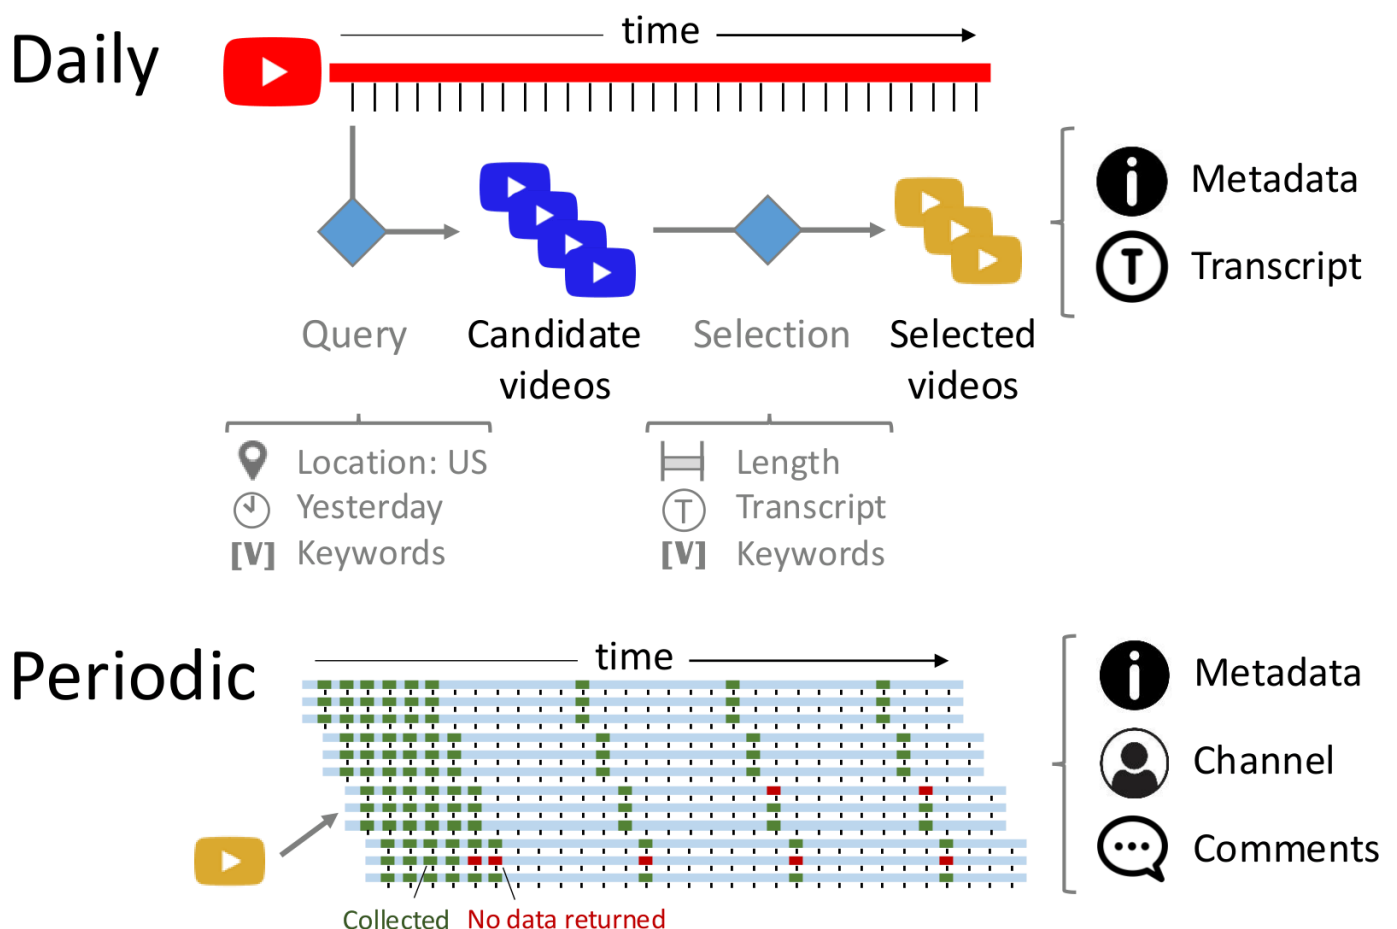 Daily
time
Metadata
T Transcript
Query
Candidate
videos
Selection
Selected
videos
Location: US
Yesterday
[V] Keywords
Length
T Transcript
[V] Keywords
Periodic
time
Metadata
Channel
Comments
Collected
No data returned